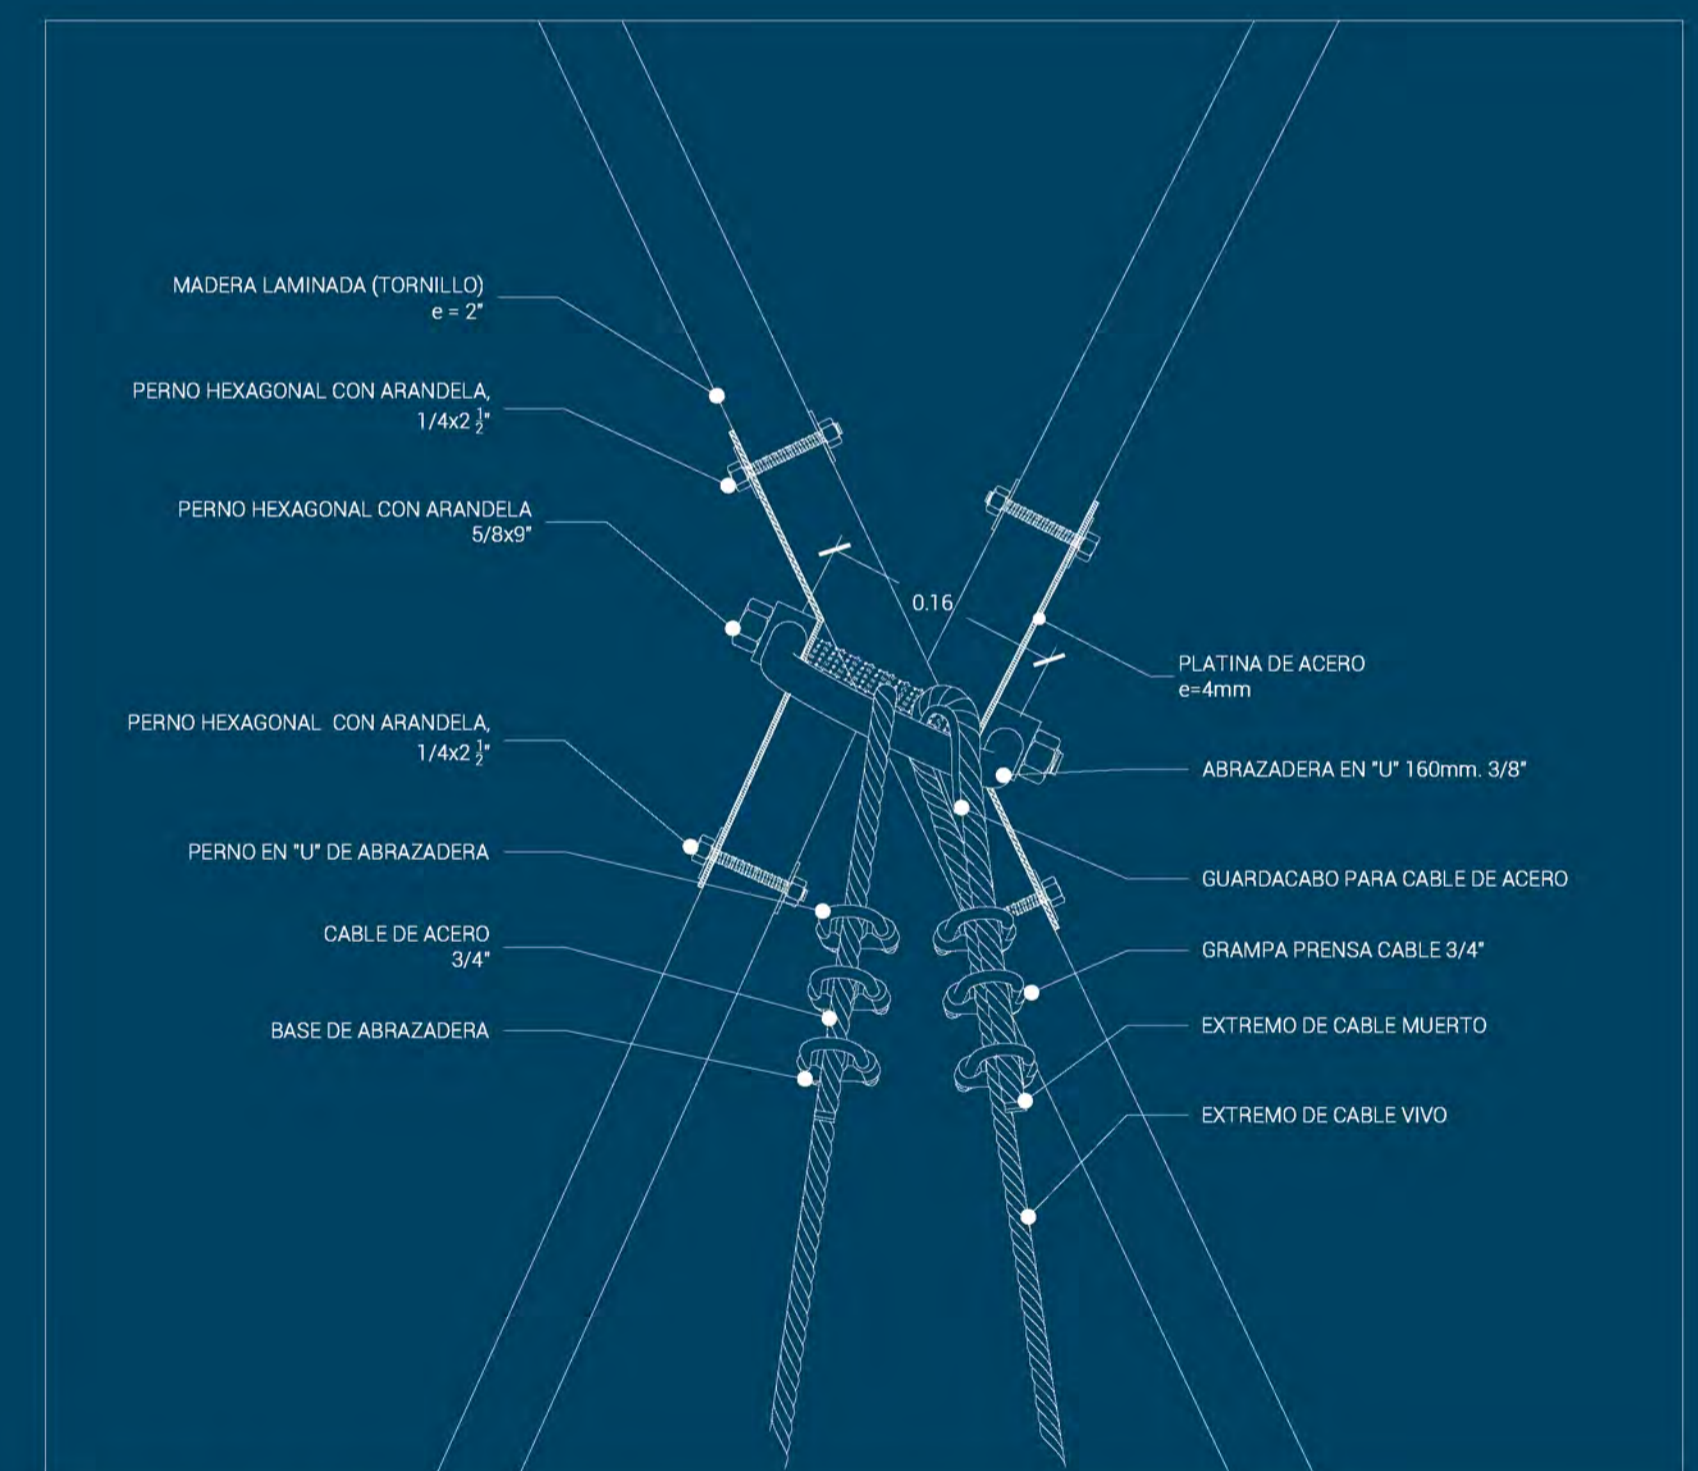 MADERA LAMINADA (TORNILLO)
e = 2"
PERNO HEXAGONAL CON ARANDELA,
1/4x2 1/2"
PERNO HEXAGONAL CON ARANDELA
5/8x9"
0.16
PERNO HEXAGONAL CON ARANDELA,
1/4x2 1/2"
PERNO EN "U" DE ABRAZADERA
CABLE DE ACERO
3/4"
BASE DE ABRAZADERA
PLATINA DE ACERO
e=4mm
ABRAZADERA EN "U" 160mm. 3/8"
GUARDACABO PARA CABLE DE ACERO
GRAMPA PRENSA CABLE 3/4"
EXTREMO DE CABLE MUERTO
EXTREMO DE CABLE VIVO